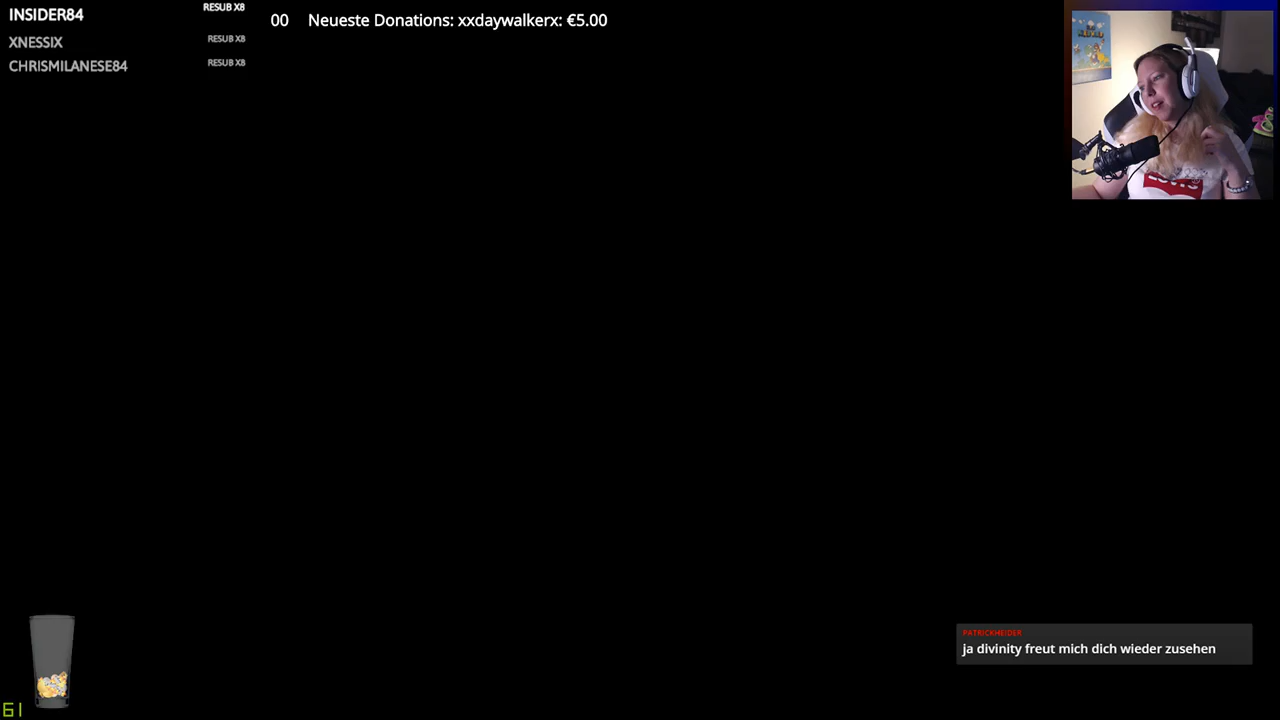 INSIDER84 RESUB X8
XNESSIX RESUB X8
CHRISMILANESE84 RESUB X8
00 Neueste Donations: xxdaywalkerx: €5.00
PATRICKHEIDER
ja divinity freut mich dich wieder zusehen
61